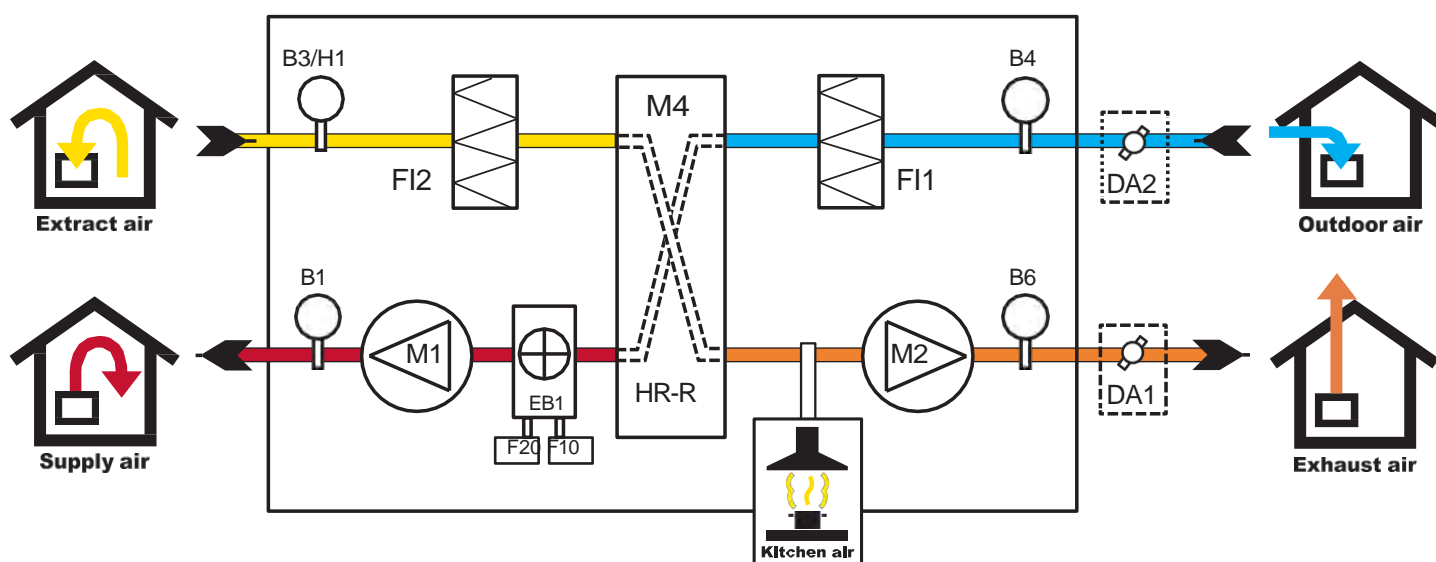 B3/H1
B4
M4
FI2
FI1
DA2
Extract air
Outdoor air
B1
B6
M1
M2
EB1
HR-R
DA1
F20
F10
Supply air
Exhaust air
Kitchen air